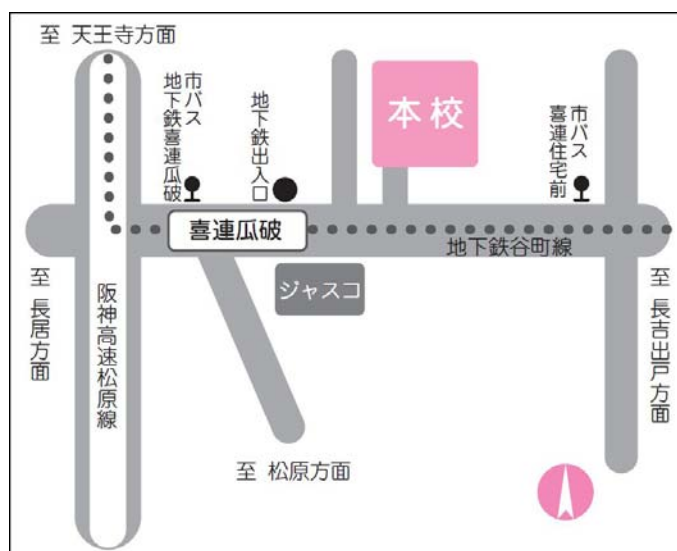 至 天王寺方面
市バス
地下鉄喜連瓜破
地下鉄出入口
本校
市バス
喜連住宅前
喜連瓜破
地下鉄谷町線
ジャスコ
至 長居方面
阪神高速松原線
至 松原方面
至 長吉出戸方面